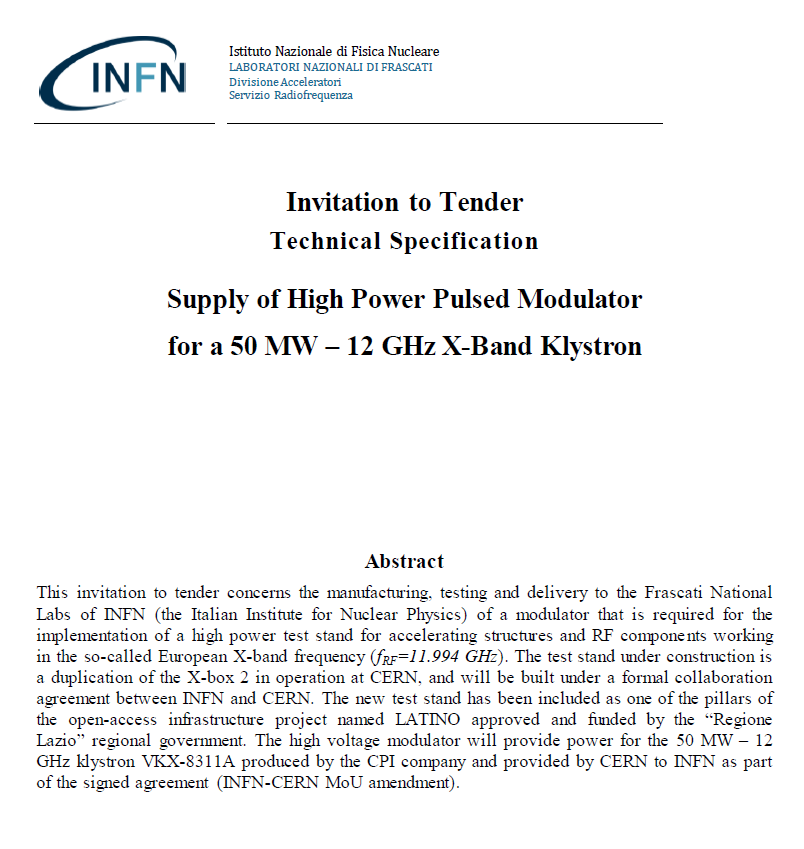 INFN
Istituto Nazionale di Fisica Nucleare
LABORATORI NAZIONALI DI FRASCATI
Divisione Acceleratori
Servizio Radiofrequenza
Invitation to Tender
Technical Specification
Supply of High Power Pulsed Modulator
for a 50 MW – 12 GHz X-Band Klystron
Abstract
This invitation to tender concerns the manufacturing, testing and delivery to the Frascati National
Labs of INFN (the Italian Institute for Nuclear Physics) of a modulator that is required for the
implementation of a high power test stand for accelerating structures and RF components working
in the so-called European X-band frequency (fRF=11.994 GHz). The test stand under construction is
a duplication of the X-box 2 in operation at CERN, and will be built under a formal collaboration
agreement between INFN and CERN. The new test stand has been included as one of the pillars of
the open-access infrastructure project named LATINO approved and funded by the “Regione
Lazio” regional government. The high voltage modulator will provide power for the 50 MW – 12
GHz klystron VKX-8311A produced by the CPI company and provided by CERN to INFN as part
of the signed agreement (INFN-CERN MoU amendment).